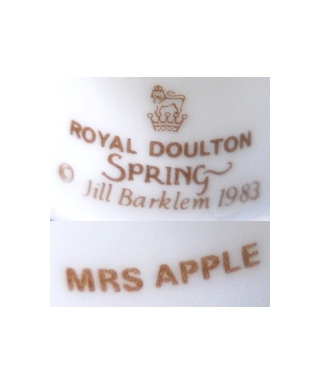 ROYAL DOULTON
SPRING
© Jill Barklem 1983
MRS APPLE